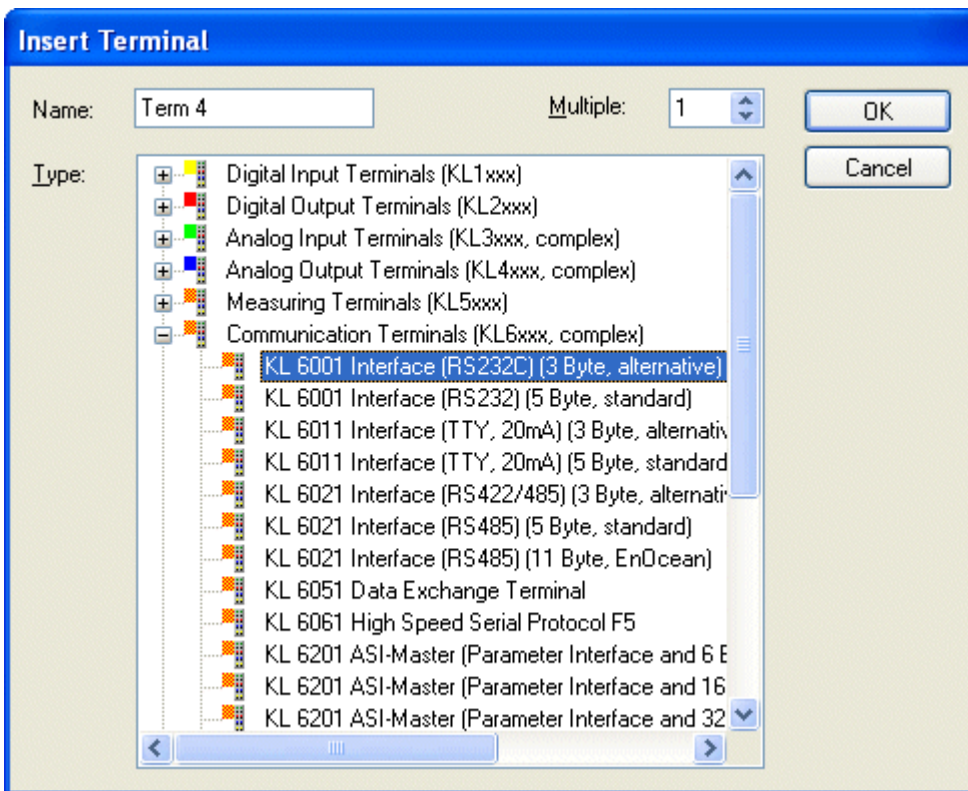 Insert Terminal
Name: Term 4 Multiple: 1 OK
Type: Cancel
Digital Input Terminals (KL1xxx)
Digital Output Terminals (KL2xxx)
Analog Input Terminals (KL3xxx, complex)
Analog Output Terminals (KL4xxx, complex)
Measuring Terminals (KL5xxx)
Communication Terminals (KL6xxx, complex)
KL 6001 Interface (RS232C) (3 Byte, alternative)
KL 6001 Interface (RS232) (5 Byte, standard)
KL 6011 Interface (TTY, 20mA) (3 Byte, alternativ
KL 6011 Interface (TTY, 20mA) (5 Byte, standard
KL 6021 Interface (RS422/485) (3 Byte, alternati
KL 6021 Interface (RS485) (5 Byte, standard)
KL 6021 Interface (RS485) (11 Byte, EnOcean)
KL 6051 Data Exchange Terminal
KL 6061 High Speed Serial Protocol F5
KL 6201 ASI-Master (Parameter Interface and 6 B
KL 6201 ASI-Master (Parameter Interface and 16
KL 6201 ASI-Master (Parameter Interface and 32